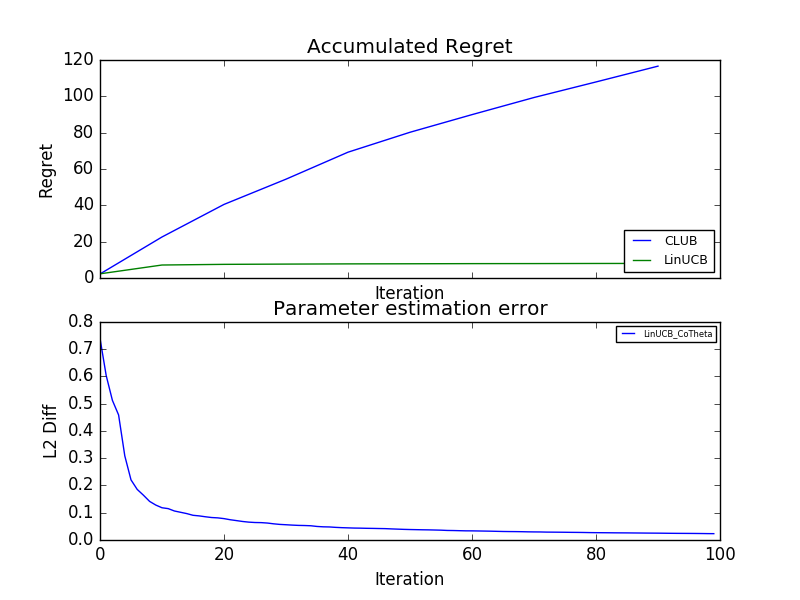 Accumulated Regret
120
100
80
60
40
20
0
Regret
CLUB
LinUCB
Iteration
Parameter estimation error
0.8
0.7
0.6
0.5
0.4
0.3
0.2
0.1
0.0
L2 Diff
LinUCB_CoTheta
0 20 40 60 80 100
Iteration